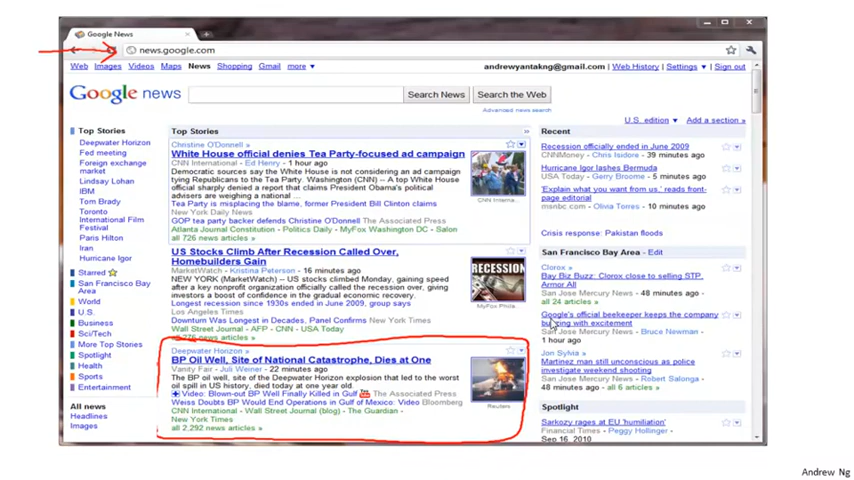 Google News
news.google.com
Web Images Videos Maps News Shopping Gmail more
andrewyantakng@gmail.com | Web History | Settings | Sign out
Google news
Search News
Search the Web
Advanced news search
U.S. edition Add a section »
Top Stories
Deepwater Horizon
Fed meeting
Foreign exchange
market
Lindsay Lohan
IBM
Tom Brady
Toronto
International Film
Festival
Paris Hilton
Iran
Hurricane Igor
Starred
San Francisco Bay
Area
World
U.S.
Business
Sci/Tech
More Top Stories
Spotlight
Health
Sports
Entertainment
All news
Headlines
Images
Top Stories
Christine O'Donnell »
White House official denies Tea Party-focused ad campaign
CNN International - Ed Henry - 1 hour ago
Democratic sources say the White House is not considering an ad campaign
tying Republicans to the Tea Party. Washington (CNN) -- A top White House
official sharply denied a report that claims President Obama's political
advisers are weighing a national ...
Tea Party is misplacing the blame, former President Bill Clinton claims
New York Daily News
GOP tea party backer defends Christine O'Donnell The Associated Press
Atlanta Journal Constitution - Politics Daily - MyFox Washington DC - Salon
all 726 news articles »
CNN Interna...
US Stocks Climb After Recession Called Over,
Homebuilders Gain
MarketWatch - Kristina Peterson - 16 minutes ago
NEW YORK (MarketWatch) -- US stocks climbed Monday, gaining speed
after a key nonprofit organization officially called the recession over,
giving investors a boost of confidence in the gradual economic recovery.
Longest recession since 1930s ended in June 2009, group says
Los Angeles Times
Downturn Was Longest in Decades, Panel Confirms New York Times
Wall Street Journal - AFP - CNN - USA Today
news articles »
RECESSION
MyFox Phila...
Deepwater Horizon »
BP Oil Well, Site of National Catastrophe, Dies at One
Vanity Fair - Juli Weiner - 22 minutes ago
The BP oil well, site of the Deepwater Horizon explosion that led to the worst
oil spill in US history, died today at one year old.
Video: Blown-out BP Well Finally Killed in Gulf The Associated Press
Weiss Doubts BP Would End Operations in Gulf of Mexico: Video Bloomberg
CNN International - Wall Street Journal (blog) - The Guardian -
New York Times
all 2,292 news articles »
Reuters
Recent
Recession officially ended in June 2009
CNNMoney - Chris Isidore - 39 minutes ago
Hurricane Igor lashes Bermuda
USA Today - Gerry Broome - 5 minutes ago
'Explain what you want from us,' reads front-
page editorial
msnbc.com - Olivia Torres - 10 minutes ago
Crisis response: Pakistan floods
San Francisco Bay Area - Edit
Clorox »
Bay Biz Buzz: Clorox close to selling STP,
Armor All
San Jose Mercury News - 48 minutes ago
all 24 articles »
Google's official beekeeper keeps the company
buzzing with excitement
San Jose Mercury News - Bruce Newman -
1 hour ago
Jon Sylvia »
Martinez man still unconscious as police
investigate weekend shooting
San Jose Mercury News - Robert Salonga -
48 minutes ago - all 6 articles »
Spotlight
Sarkozy rages at EU 'humiliation'
Financial Times - Peggy Hollinger -
Sep 16, 2010
Andrew Ng